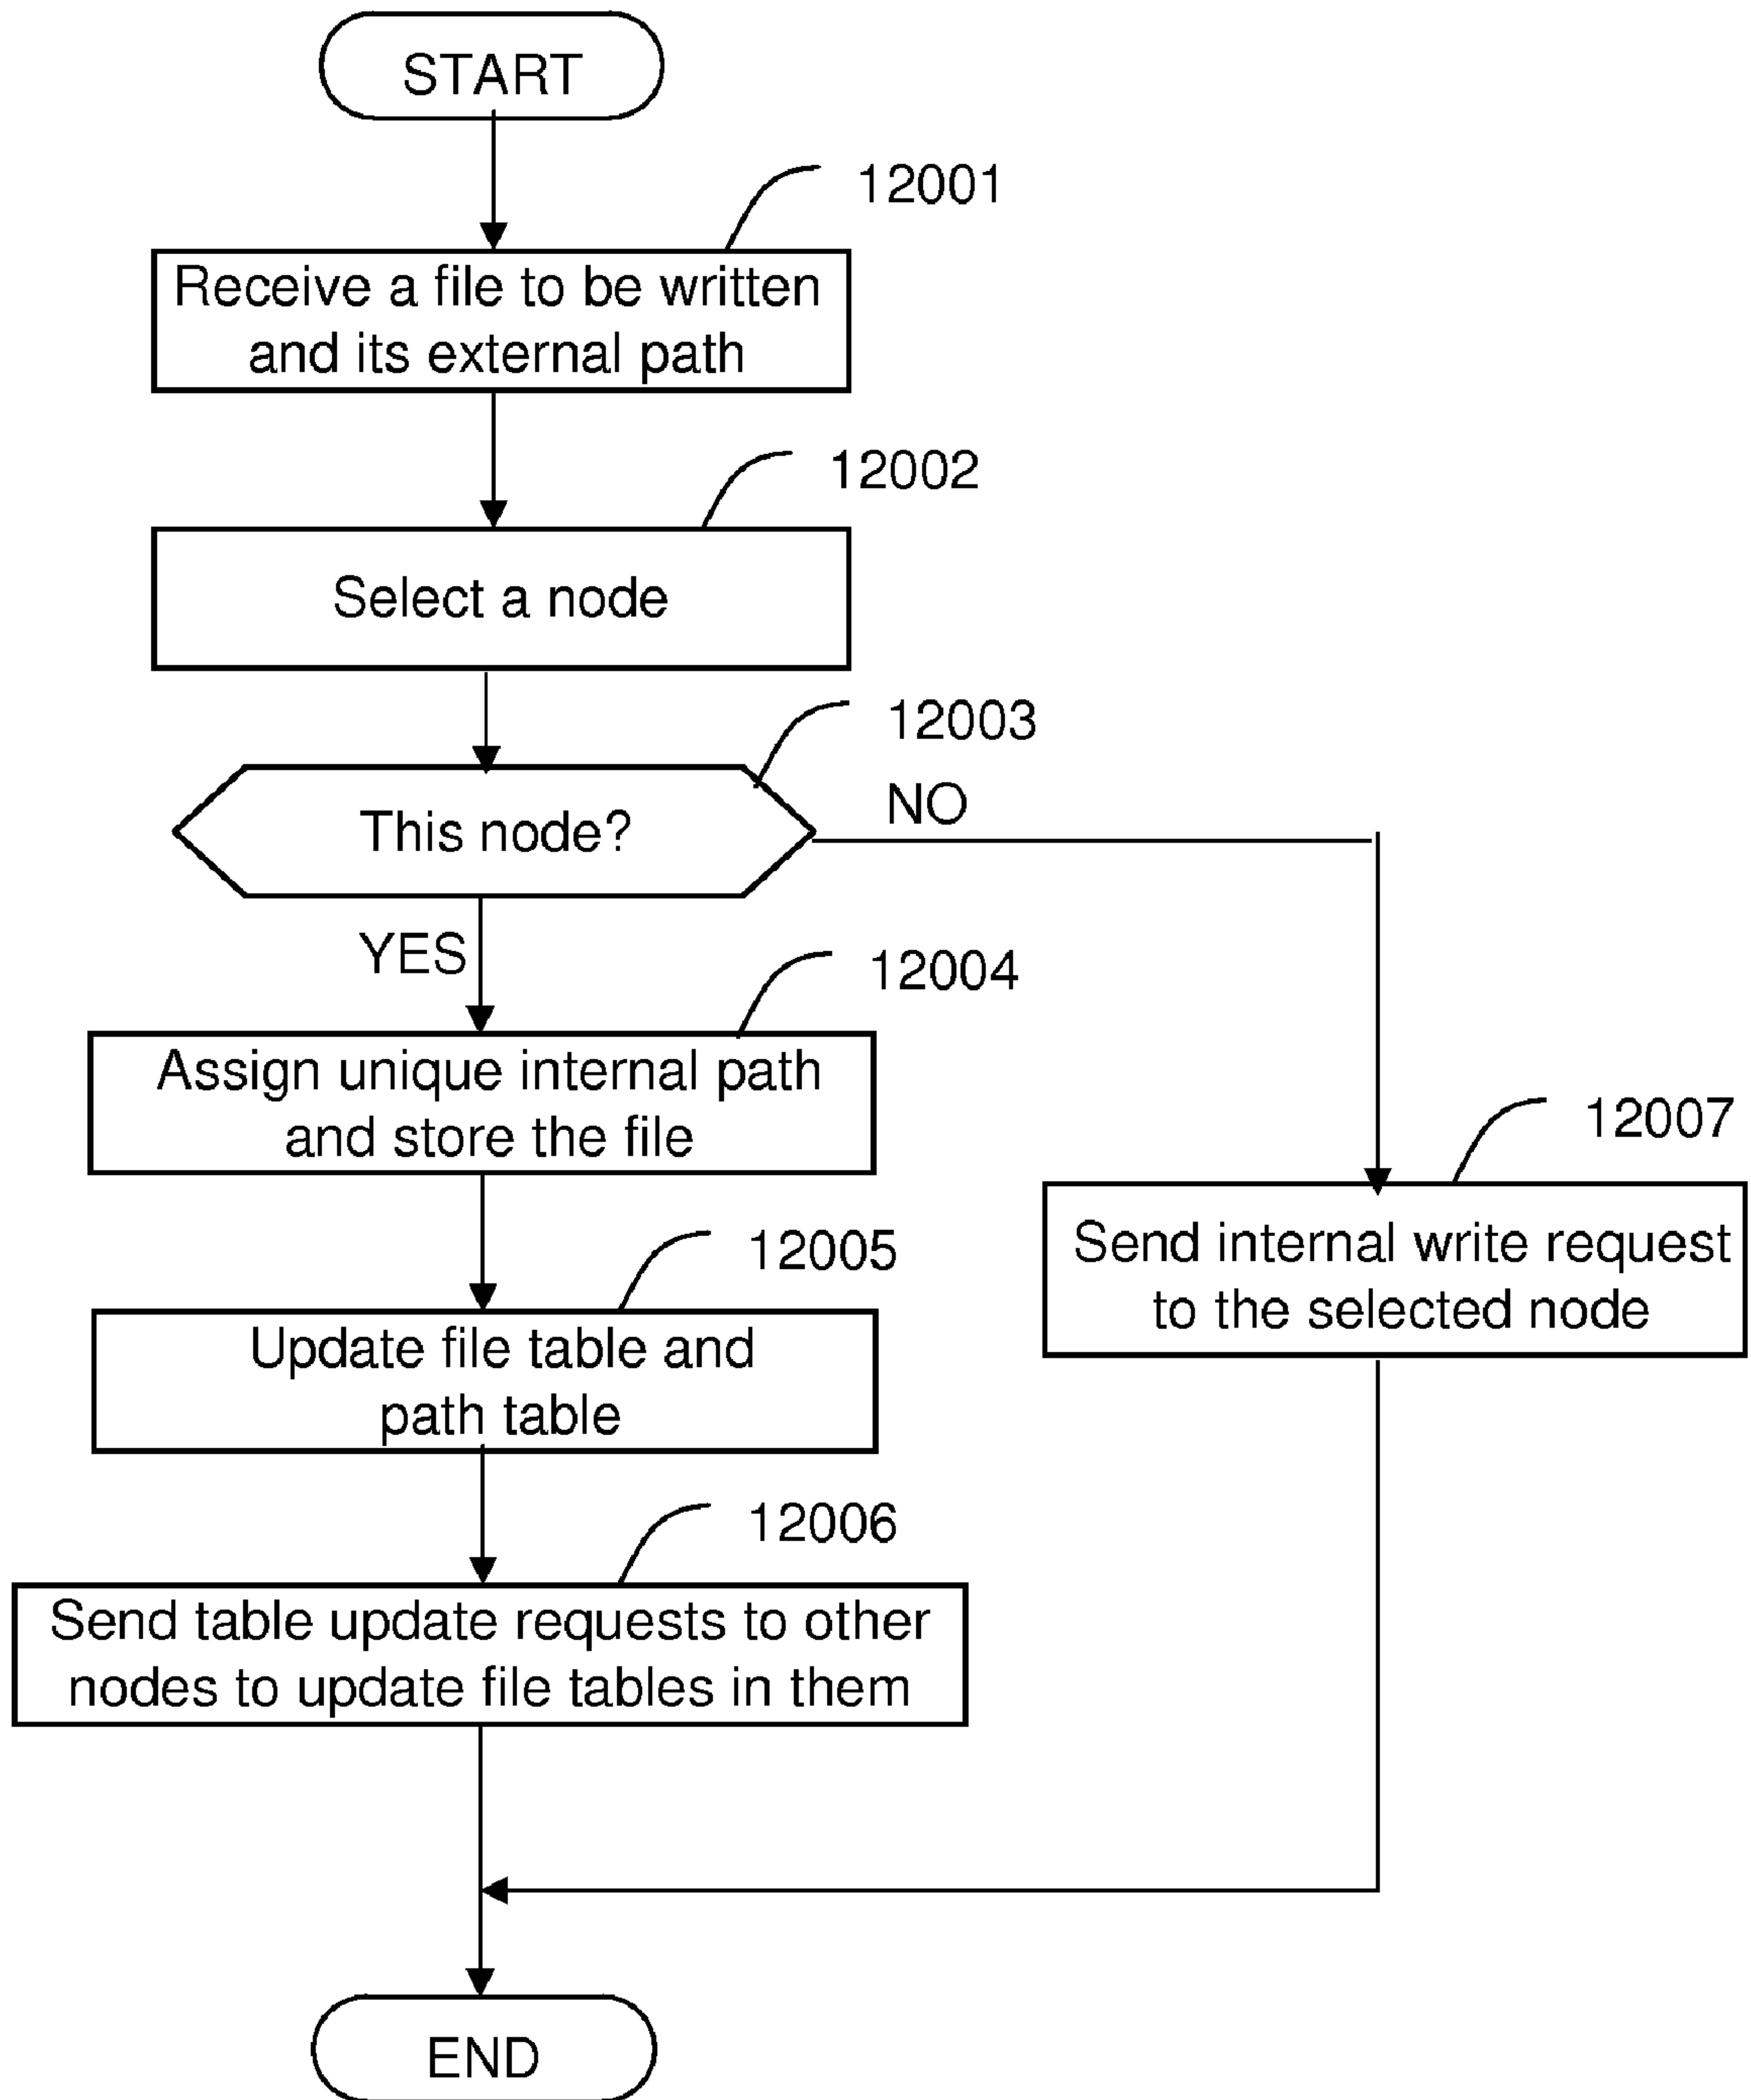 START
12001
Receive a file to be written
and its external path
12002
Select a node
12003
This node?
NO
YES
12004
Assign unique internal path
and store the file
12007
Send internal write request
to the selected node
12005
Update file table and
path table
12006
Send table update requests to other
nodes to update file tables in them
END